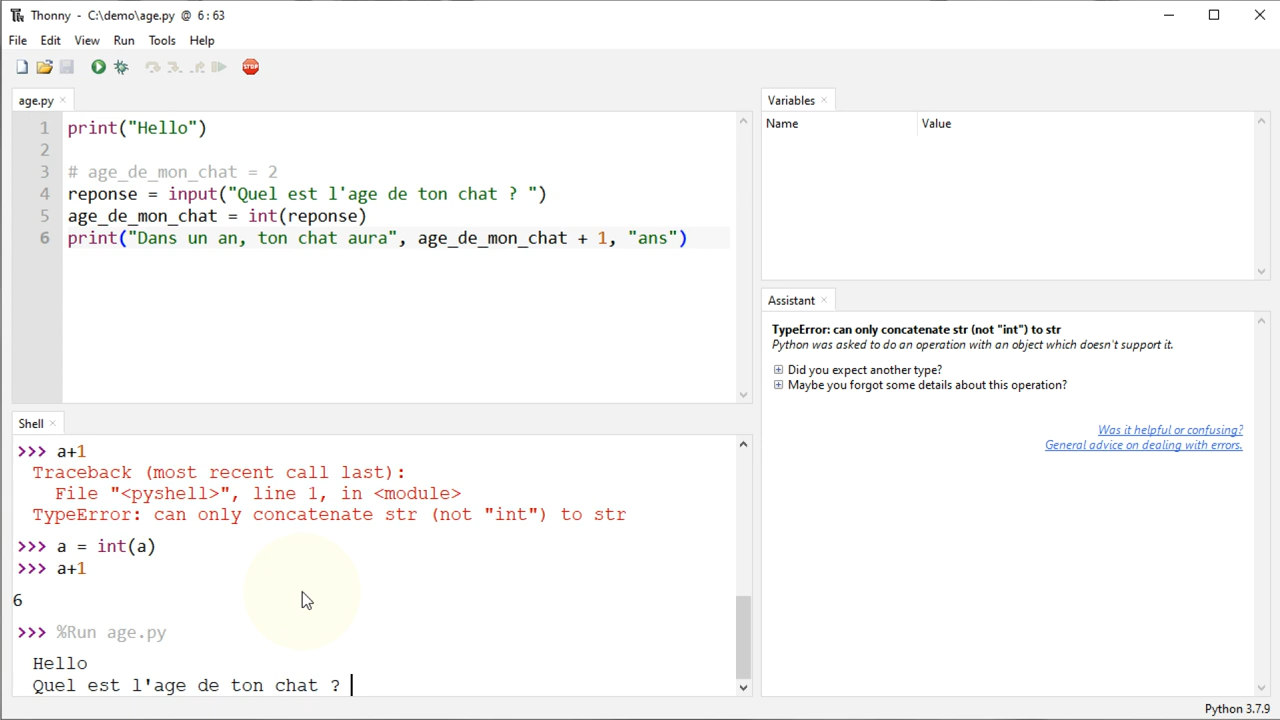 Thonny - C:\demo\age.py @ 6:63
File Edit View Run Tools Help
STOP
age.py
1 print("Hello")
2
3 # age_de_mon_chat = 2
4 reponse = input("Quel est l'age de ton chat ? ")
5 age_de_mon_chat = int(reponse)
6 print("Dans un an, ton chat aura", age_de_mon_chat + 1, "ans")
Variables
Name Value
Assistant
TypeError: can only concatenate str (not "int") to str
Python was asked to do an operation with an object which doesn't support it.
Did you expect another type?
Maybe you forgot some details about this operation?
Was it helpful or confusing?
General advice on dealing with errors.
Shell
>>> a+1
Traceback (most recent call last):
File "<pyshell>", line 1, in <module>
TypeError: can only concatenate str (not "int") to str
>>> a = int(a)
>>> a+1
6
>>> %Run age.py
Hello
Quel est l'age de ton chat ?
Python 3.7.9